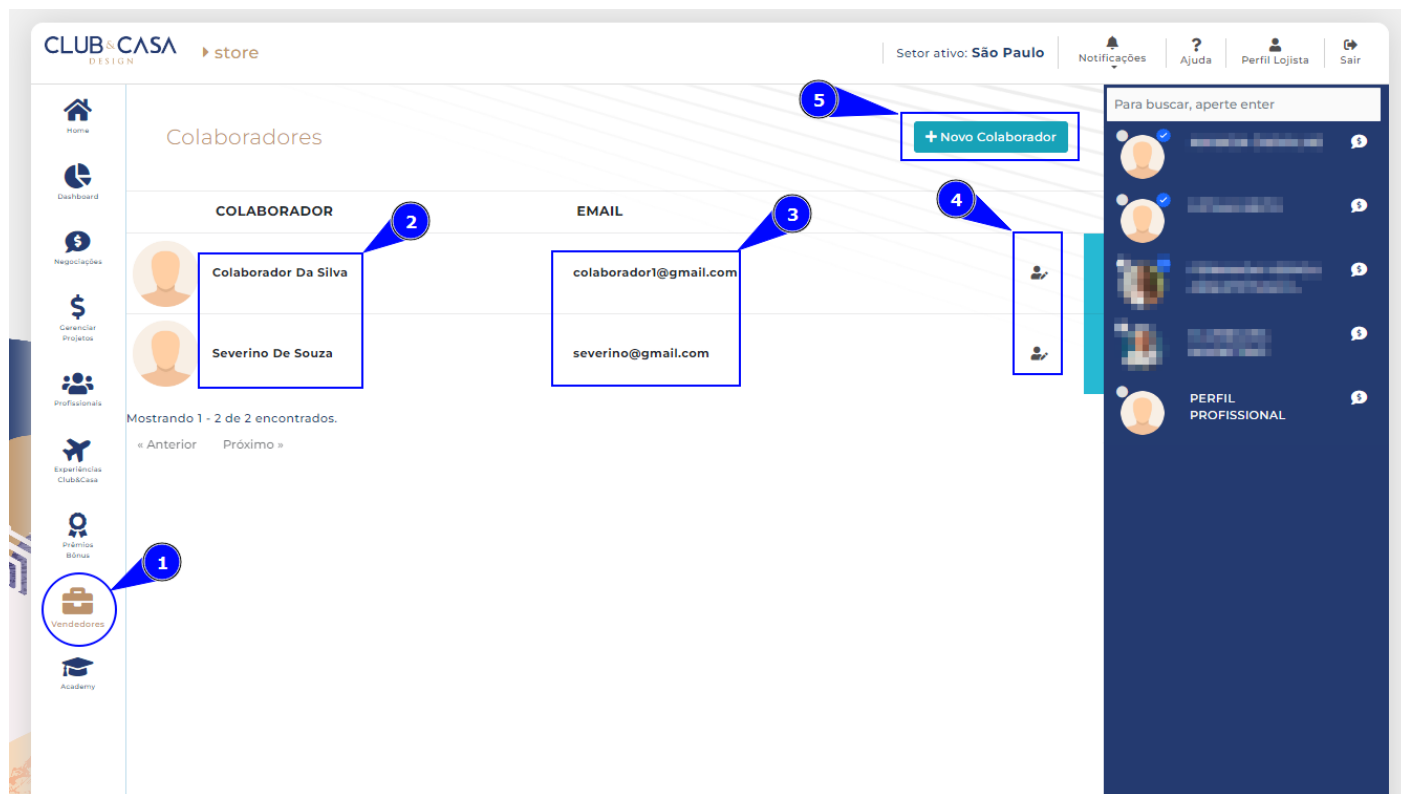 CLUB&CASA
DESIGN
store
Setor ativo: São Paulo
Notificações
?
Ajuda
Perfil Lojista
Sair
Home
Dashboard
Negociações
Gerenciar
Projetos
Profissionais
Experiências
Club&Casa
Prêmios
Bônus
Vendedores
Academy
1
Colaboradores
5
+ Novo Colaborador
COLABORADOR
EMAIL
2
3
4
Colaborador Da Silva
colaborador1@gmail.com
Severino De Souza
severino@gmail.com
Mostrando 1 - 2 de 2 encontrados.
« Anterior Próximo »
Para buscar, aperte enter
PERFIL
PROFISSIONAL